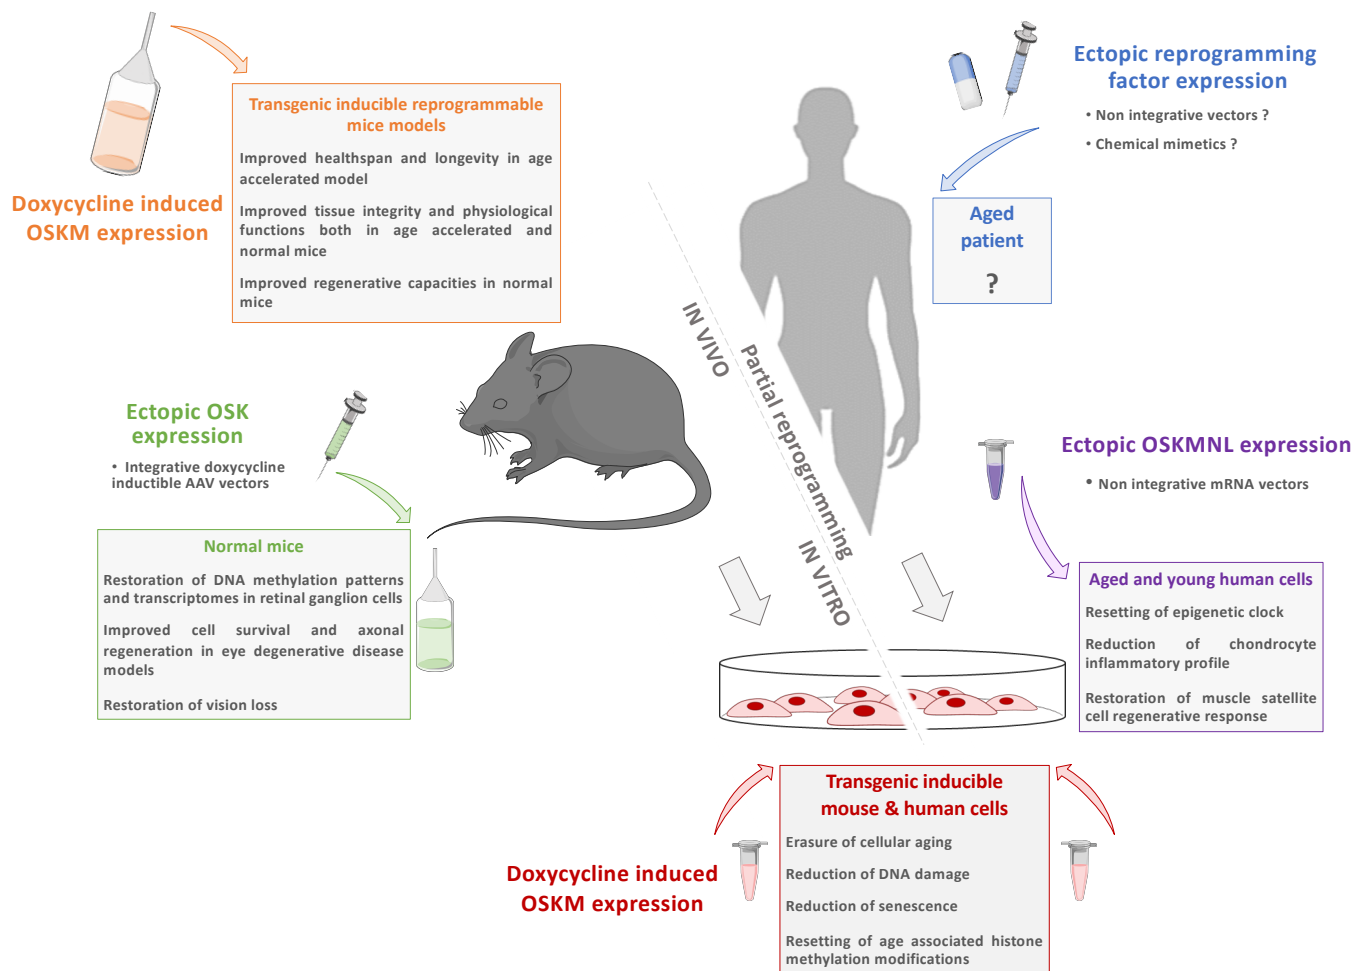 Doxycycline induced
OSKM expression
Transgenic inducible reprogrammable
mice models
Improved healthspan and longevity in age
accelerated model
Improved tissue integrity and physiological
functions both in age accelerated and
normal mice
Improved regenerative capacities in normal
mice
Ectopic reprogramming
factor expression
• Non integrative vectors ?
• Chemical mimetics ?
Aged
patient
?
IN VIVO
Partial reprogramming
IN VITRO
Ectopic OSK
expression
• Integrative doxycycline
inductible AAV vectors
Normal mice
Restoration of DNA methylation patterns
and transcriptomes in retinal ganglion cells
Improved cell survival and axonal
regeneration in eye degenerative disease
models
Restoration of vision loss
Ectopic OSKMNL expression
• Non integrative mRNA vectors
Aged and young human cells
Resetting of epigenetic clock
Reduction of chondrocyte
inflammatory profile
Restoration of muscle satellite
cell regenerative response
Doxycycline induced
OSKM expression
Transgenic inducible
mouse & human cells
Erasure of cellular aging
Reduction of DNA damage
Reduction of senescence
Resetting of age associated histone
methylation modifications